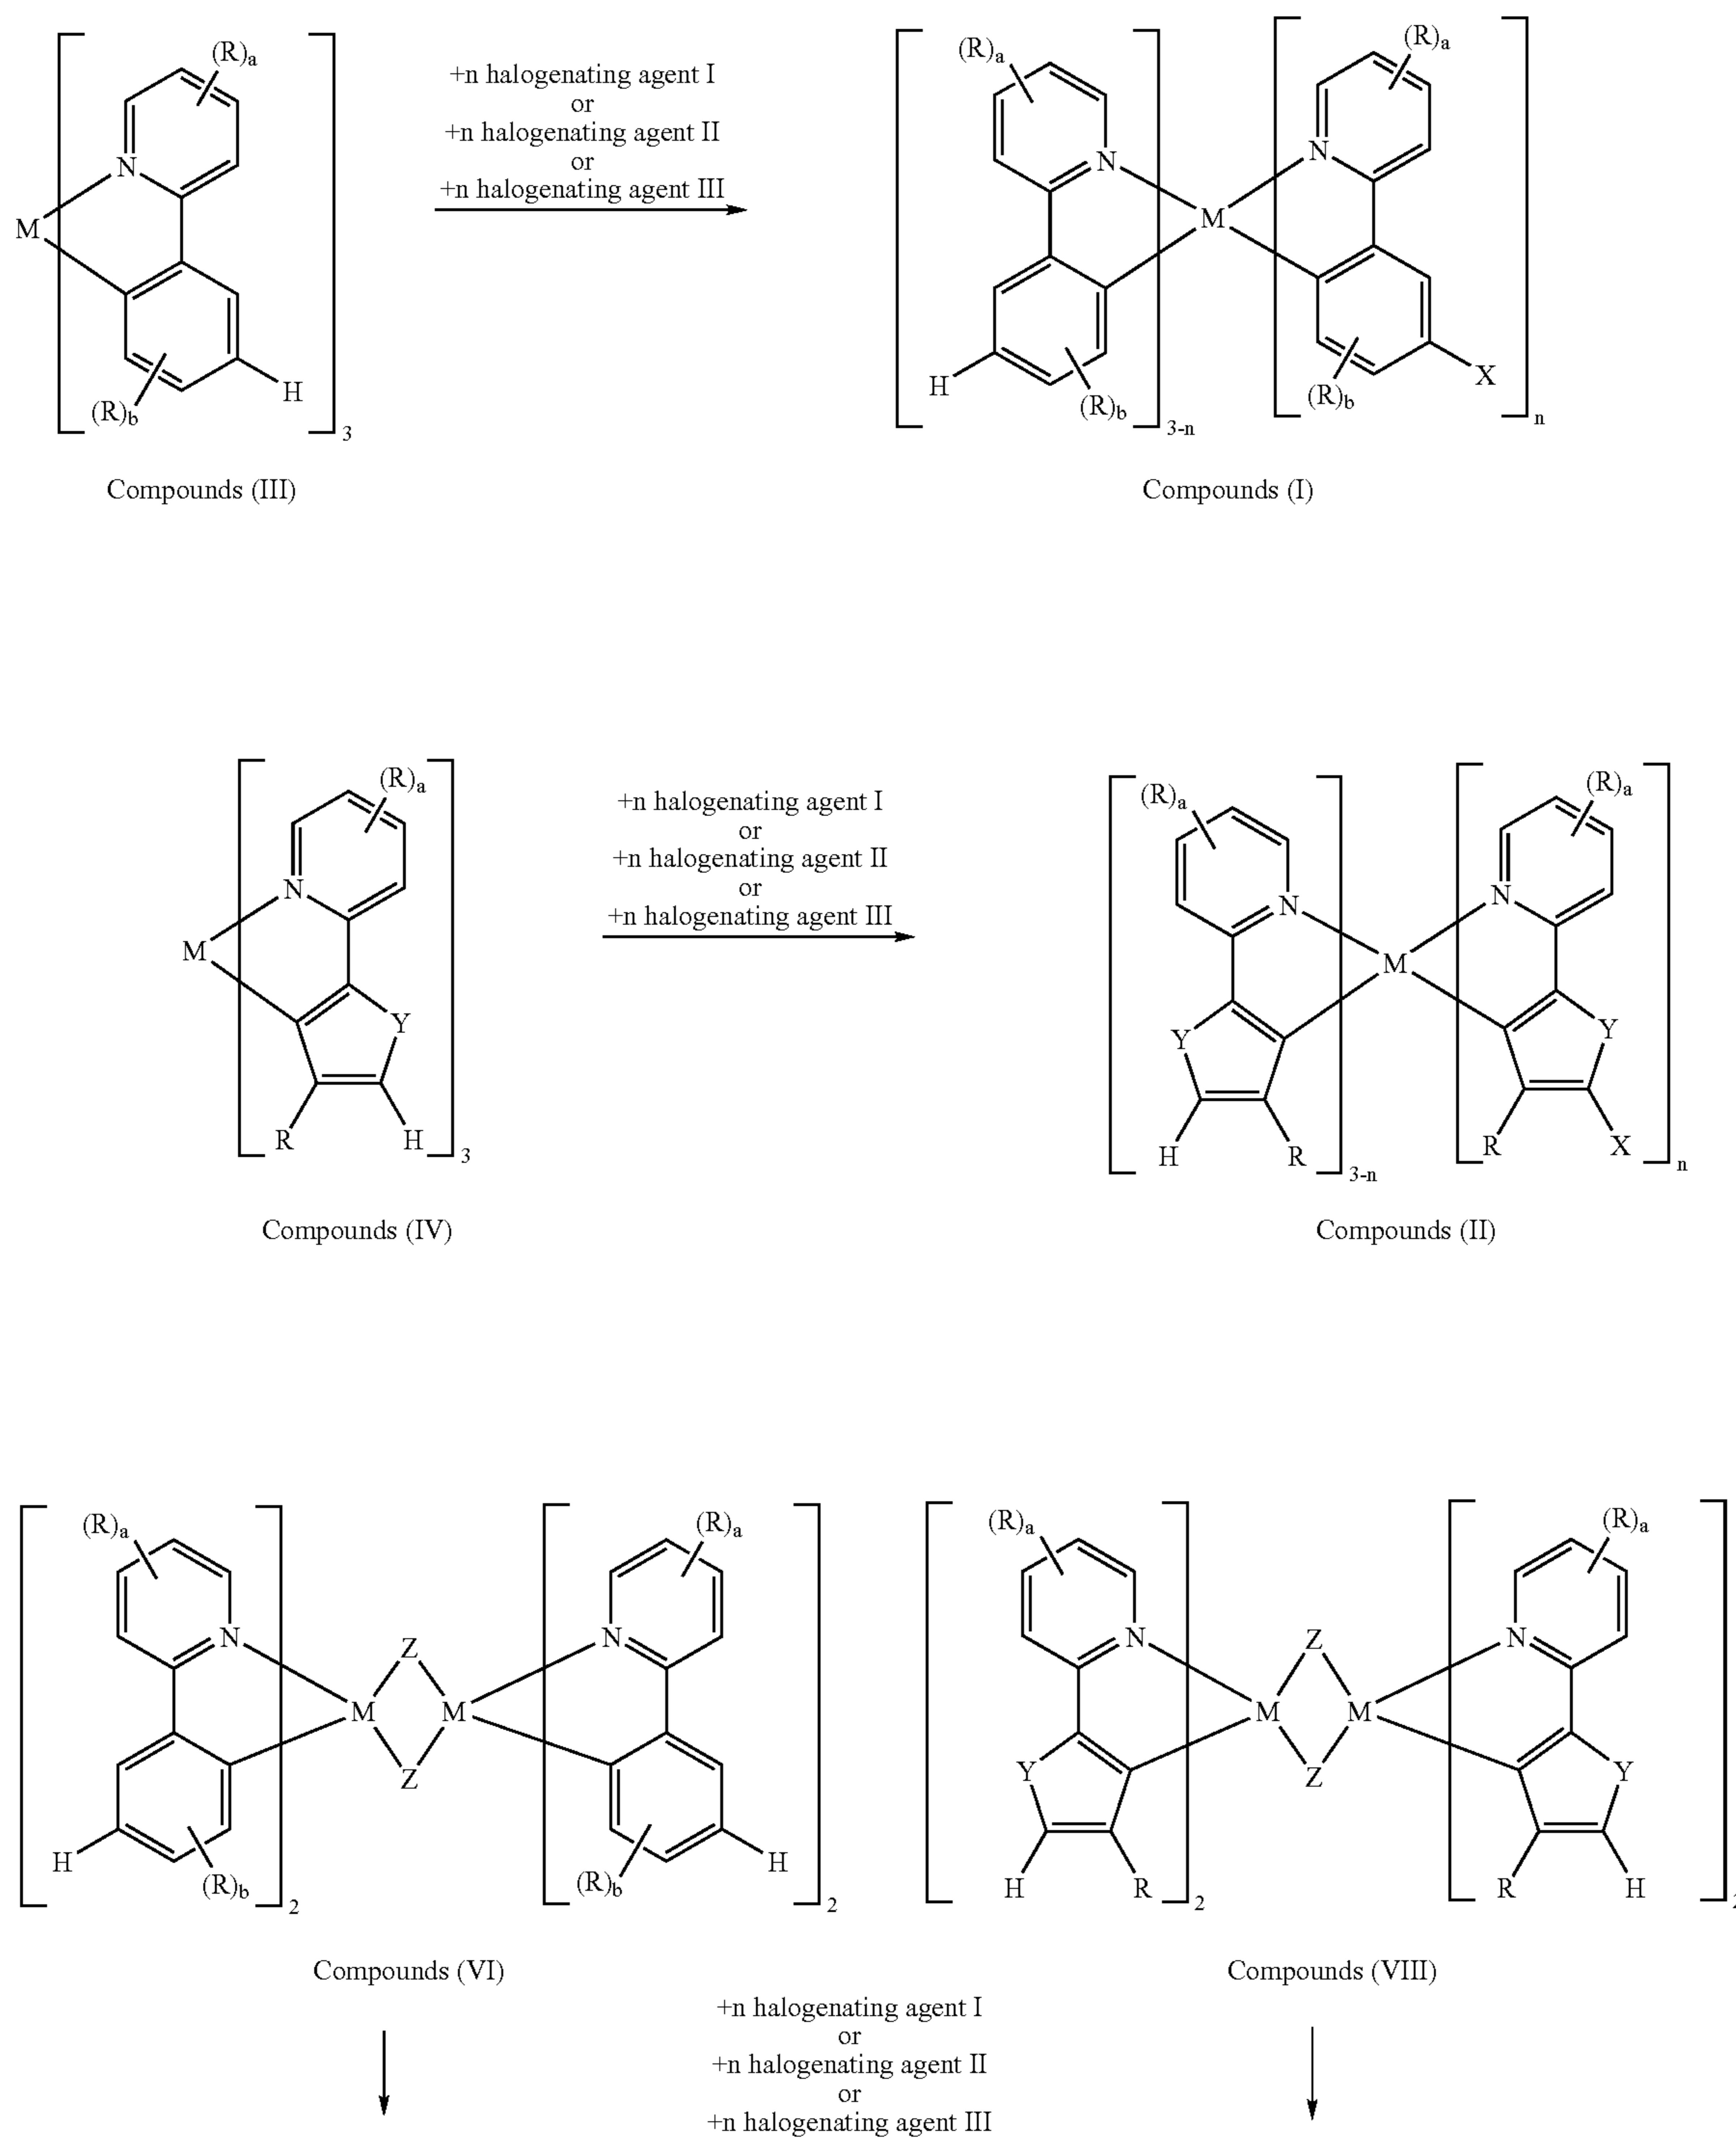 (R)a
N
M
(R)b
H
3
+n halogenating agent I
or
+n halogenating agent II
or
+n halogenating agent III
(R)a
N
M
H
(R)b
3-n
(R)a
N
(R)b
X
n
Compounds (III)
Compounds (I)
(R)a
N
M
Y
R
H
3
+n halogenating agent I
or
+n halogenating agent II
or
+n halogenating agent III
(R)a
N
M
Y
H
R
3-n
(R)a
N
Y
R
X
n
Compounds (IV)
Compounds (II)
(R)a
N
H
(R)b
2
M
Z
Z
M
(R)a
N
(R)b
H
2
(R)a
N
Y
H
R
2
M
Z
Z
M
(R)a
N
Y
R
H
Compounds (VI)
Compounds (VIII)
+n halogenating agent I
or
+n halogenating agent II
or
+n halogenating agent III